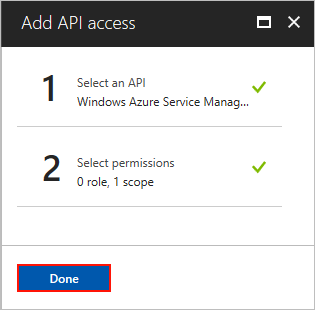 Add API access
1
Select an API
Windows Azure Service Manag...
2
Select permissions
0 role, 1 scope
Done